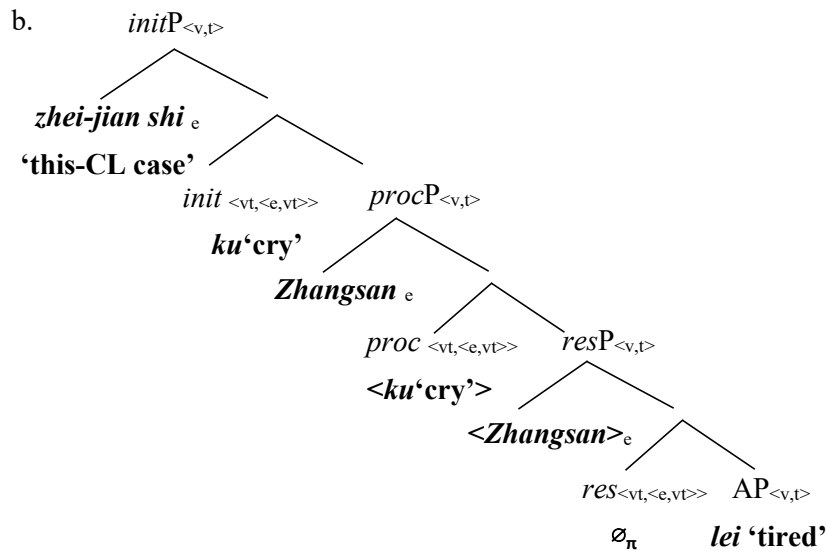 b.
initP<v,t>
zhei-jian shi e
‘this-CL case’
init <vt,<e,vt>> procP<v,t>
ku‘cry’
Zhangsan e
proc <vt,<e,vt>> resP<v,t>
<ku‘cry’>
<Zhangsan>e
res<vt,<e,vt>> AP<v,t>
∅π lei ‘tired’